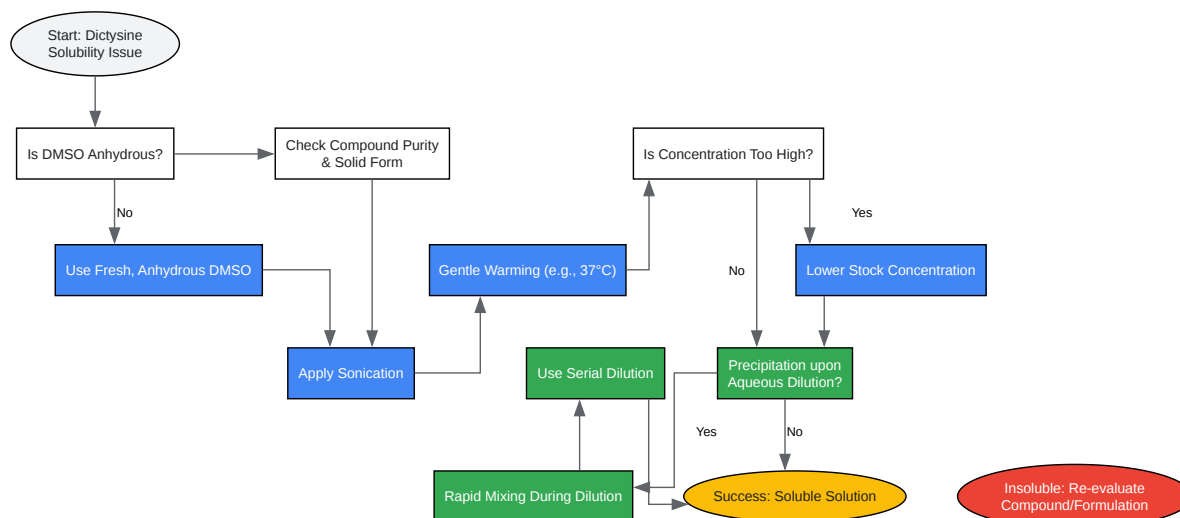 Start: Dictysine
Solubility Issue
Is DMSO Anhydrous?
Check Compound Purity
& Solid Form
Is Concentration Too High?
No
Yes
Use Fresh, Anhydrous DMSO
Gentle Warming (e.g., 37°C)
No
Lower Stock Concentration
Apply Sonication
Use Serial Dilution
Precipitation upon
Aqueous Dilution?
Yes
No
Rapid Mixing During Dilution
Success: Soluble Solution
Insoluble: Re-evaluate
Compound/Formulation